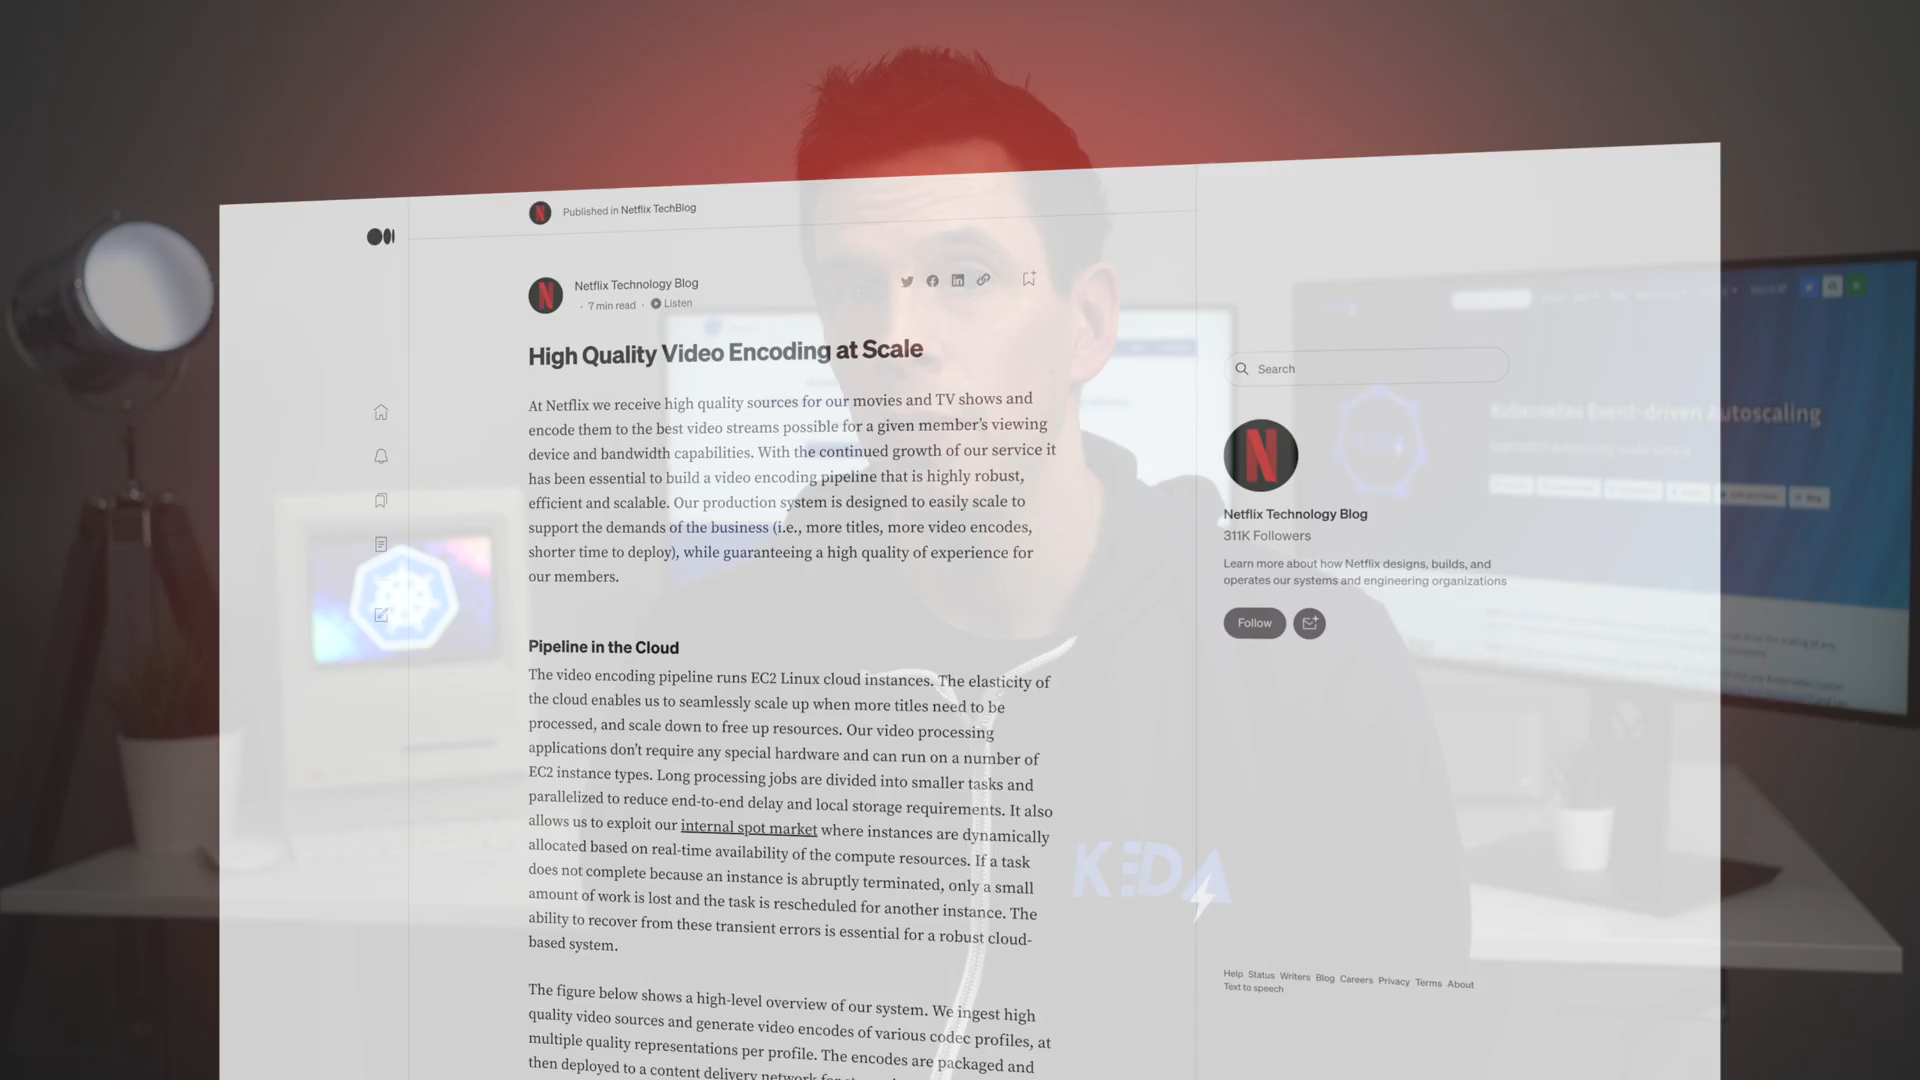 Published in Netflix TechBlog
Netflix Technology Blog
· 7 min read · Listen
High Quality Video Encoding at Scale
At Netflix we receive high quality sources for our movies and TV shows and
encode them to the best video streams possible for a given member's viewing
device and bandwidth capabilities. With the continued growth of our service it
has been essential to build a video encoding pipeline that is highly robust,
efficient and scalable. Our production system is designed to easily scale to
support the demands of the business (i.e., more titles, more video encodes,
shorter time to deploy), while guaranteeing a high quality of experience for
our members.
Pipeline in the Cloud
The video encoding pipeline runs EC2 Linux cloud instances. The elasticity of
the cloud enables us to seamlessly scale up when more titles need to be
processed, and scale down to free up resources. Our video processing
applications don't require any special hardware and can run on a number of
EC2 instance types. Long processing jobs are divided into smaller tasks and
parallelized to reduce end-to-end delay and local storage requirements. It also
allows us to exploit our internal spot market where instances are dynamically
allocated based on real-time availability of the compute resources. If a task
does not complete because an instance is abruptly terminated, only a small
amount of work is lost and the task is rescheduled for another instance. The
ability to recover from these transient errors is essential for a robust cloud-
based system.
The figure below shows a high-level overview of our system. We ingest high
quality video sources and generate video encodes of various codec profiles, at
multiple quality representations per profile. The encodes are packaged and
then deployed to a content delivery network
Search
N
Netflix Technology Blog
311K Followers
Learn more about how Netflix designs, builds, and
operates our systems and engineering organizations
Follow
Help Status Writers Blog Careers Privacy Terms About
Text to speech
Kubernetes Event-driven Autoscaling
KEDA